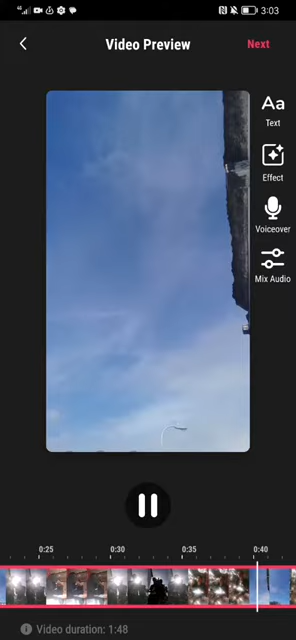 3:03
Video Preview
Next
Aa
Text
Effect
Voiceover
Mix Audio
0:25
0:30
0:35
0:40
Video duration: 1:48